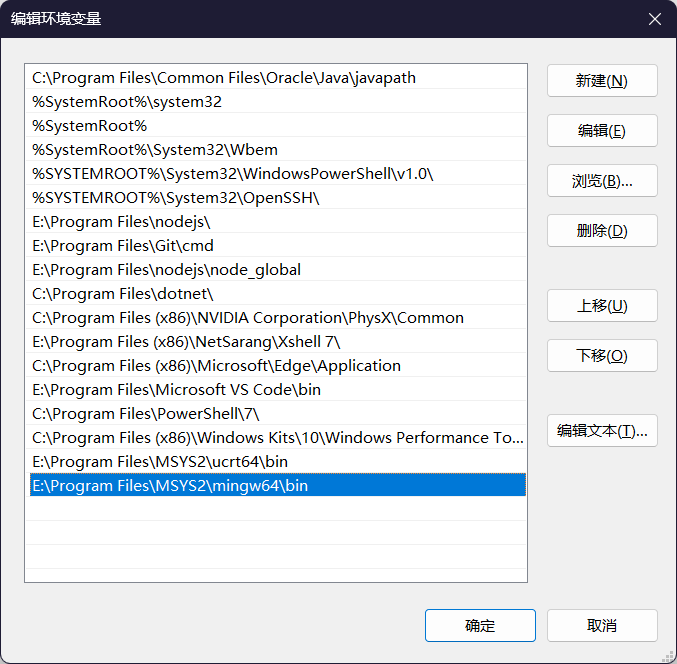 编辑环境变量
C:\Program Files\Common Files\Oracle\Java\javapath
%SystemRoot%\system32
%SystemRoot%
%SystemRoot%\System32\Wbem
%SYSTEMROOT%\System32\WindowsPowerShell\v1.0\
%SYSTEMROOT%\System32\OpenSSH\
E:\Program Files\nodejs\
E:\Program Files\Git\cmd
E:\Program Files\nodejs\node_global
C:\Program Files\dotnet\
C:\Program Files (x86)\NVIDIA Corporation\PhysX\Common
E:\Program Files (x86)\NetSarang\Xshell 7\
C:\Program Files (x86)\Microsoft\Edge\Application
E:\Program Files\Microsoft VS Code\bin
C:\Program Files\PowerShell\7\
C:\Program Files (x86)\Windows Kits\10\Windows Performance To...
E:\Program Files\MSYS2\ucrt64\bin
E:\Program Files\MSYS2\mingw64\bin
新建(N)
编辑(E)
浏览(B)...
删除(D)
上移(U)
下移(O)
编辑文本(T)...
确定
取消